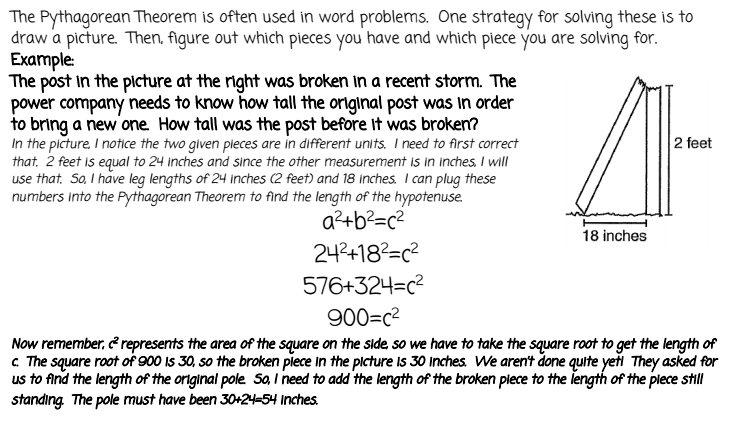 The Pythagorean Theorem is often used in word problems. One strategy for solving these is to
draw a picture. Then, figure out which pieces you have and which piece you are solving for.
Example:
The post in the picture at the right was broken in a recent storm. The
power company needs to know how tall the original post was in order
to bring a new one. How tall was the post before it was broken?
In the picture, I notice the two given pieces are in different units. I need to first correct
that. 2 feet is equal to 24 inches and since the other measurement is in inches, I will
use that. So, I have leg lengths of 24 inches (2 feet) and 18 inches. I can plug these
numbers into the Pythagorean Theorem to find the length of the hypotenuse.
2 feet
18 inches
a²+b²=c²
24²+18²=c²
576+324=c²
900=c²
Now remember, c² represents the area of the square on the side, so we have to take the square root to get the length of
c. The square root of 900 is 30, so the broken piece in the picture is 30 inches. We aren't done quite yet! They asked for
us to find the length of the original pole. So, I need to add the length of the broken piece to the length of the piece still
standing. The pole must have been 30+24=54 inches.